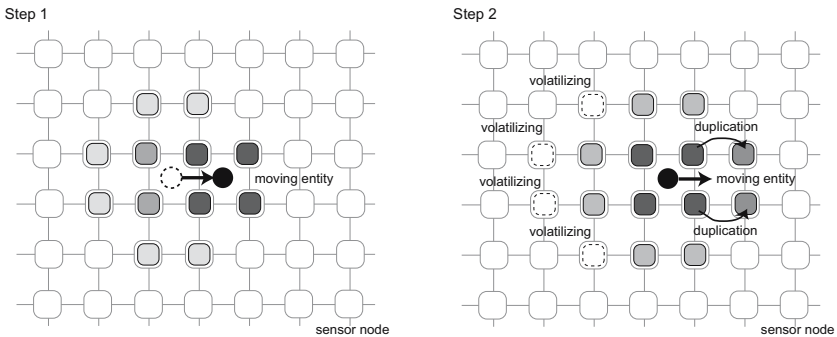 Step 1
moving entity
sensor node
Step 2
volatilizing
duplication
volatilizing
moving entity
volatilizing
duplication
volatilizing
sensor node